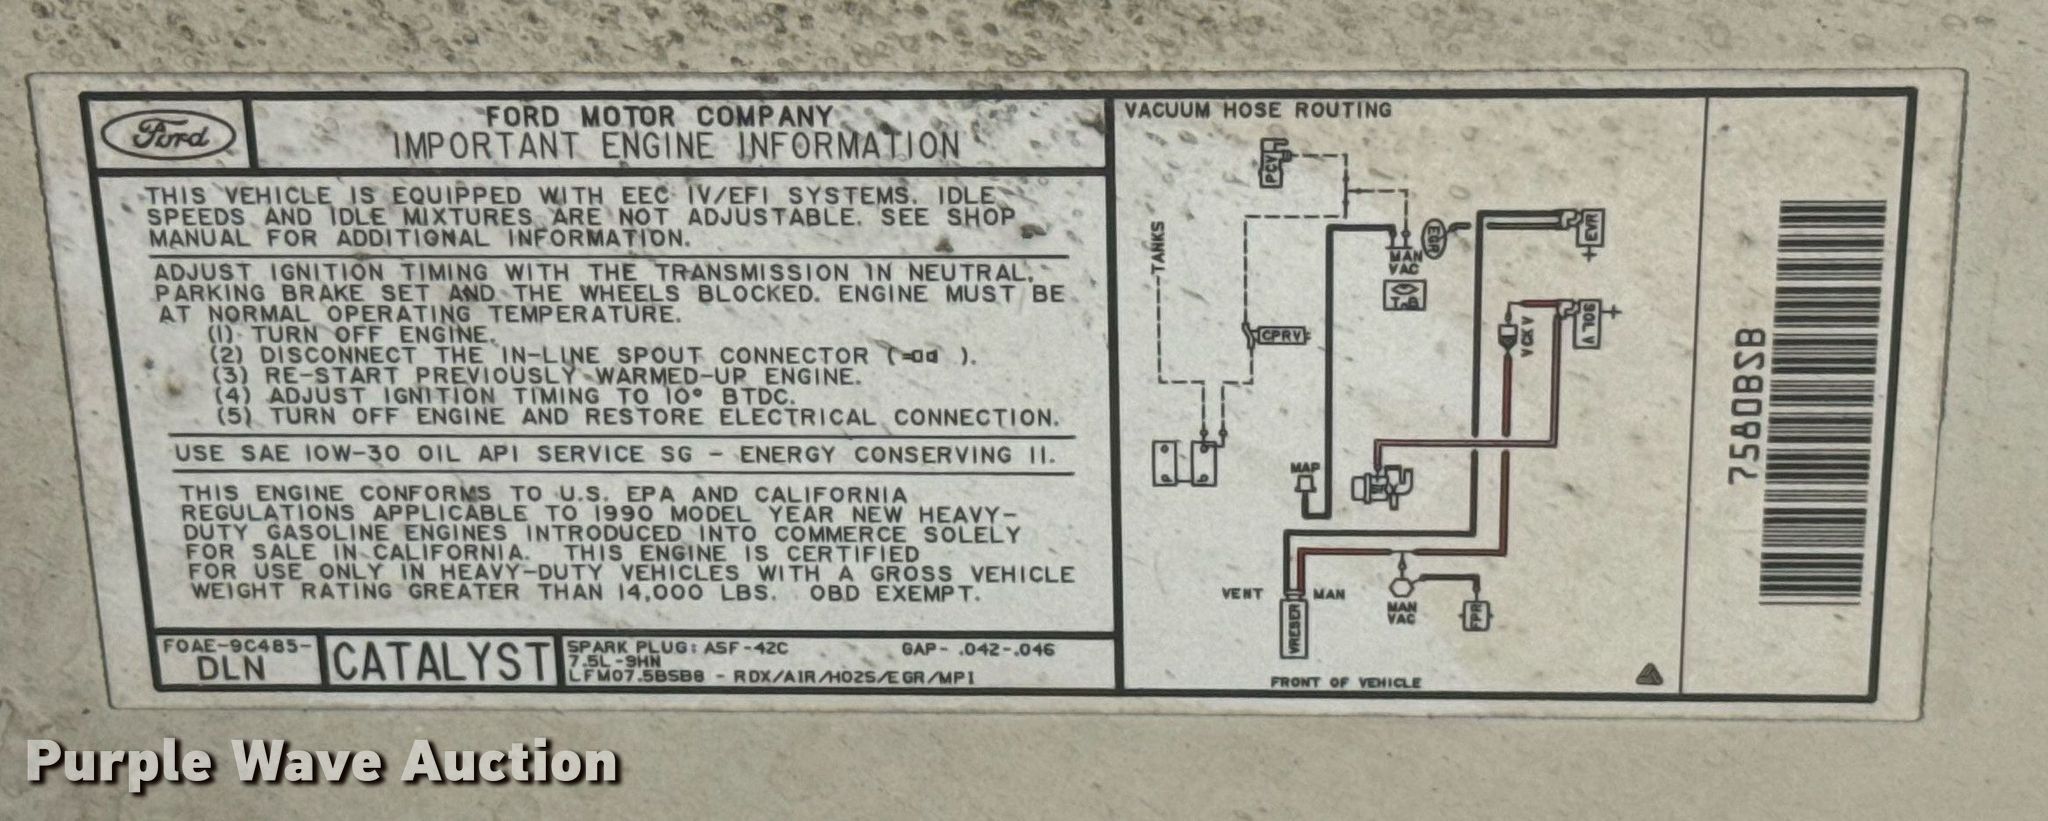 Ford
FORD MOTOR COMPANY
IMPORTANT ENGINE INFORMATION
THIS VEHICLE IS EQUIPPED WITH EEC IV/EFI SYSTEMS. IDLE
SPEEDS AND IDLE MIXTURES ARE NOT ADJUSTABLE. SEE SHOP
MANUAL FOR ADDITIONAL INFORMATION.
ADJUST IGNITION TIMING WITH THE TRANSMISSION IN NEUTRAL,
PARKING BRAKE SET AND THE WHEELS BLOCKED. ENGINE MUST BE
AT NORMAL OPERATING TEMPERATURE.
(1) TURN OFF ENGINE.
(2) DISCONNECT THE IN-LINE SPOUT CONNECTOR ( ).
(3) RE-START PREVIOUSLY WARMED-UP ENGINE.
(4) ADJUST IGNITION TIMING TO 10° BTDC.
(5) TURN OFF ENGINE AND RESTORE ELECTRICAL CONNECTION.
USE SAE 10W-30 OIL API SERVICE SG - ENERGY CONSERVING II.
THIS ENGINE CONFORMS TO U.S. EPA AND CALIFORNIA
REGULATIONS APPLICABLE TO 1990 MODEL YEAR NEW HEAVY-
DUTY GASOLINE ENGINES INTRODUCED INTO COMMERCE SOLELY
FOR SALE IN CALIFORNIA. THIS ENGINE IS CERTIFIED
FOR USE ONLY IN HEAVY-DUTY VEHICLES WITH A GROSS VEHICLE
WEIGHT RATING GREATER THAN 14,000 LBS. OBD EXEMPT.
F0AE-9C485-
DLN
CATALYST
SPARK PLUG: ASF-42C GAP- .042-.046
7.5L-9HN
LFM07.5BSB8 - RDX/AIR/HO2S/EGR/MPI
VACUUM HOSE ROUTING
PCV
TANKS
EGR
EVR
MAN
VAC
T B
SOL
V
VCK V
CPRV
MAP
VENT
MAN
VRESER
MAN
VAC
FPR
FRONT OF VEHICLE
7580BSB
Purple Wave Auction